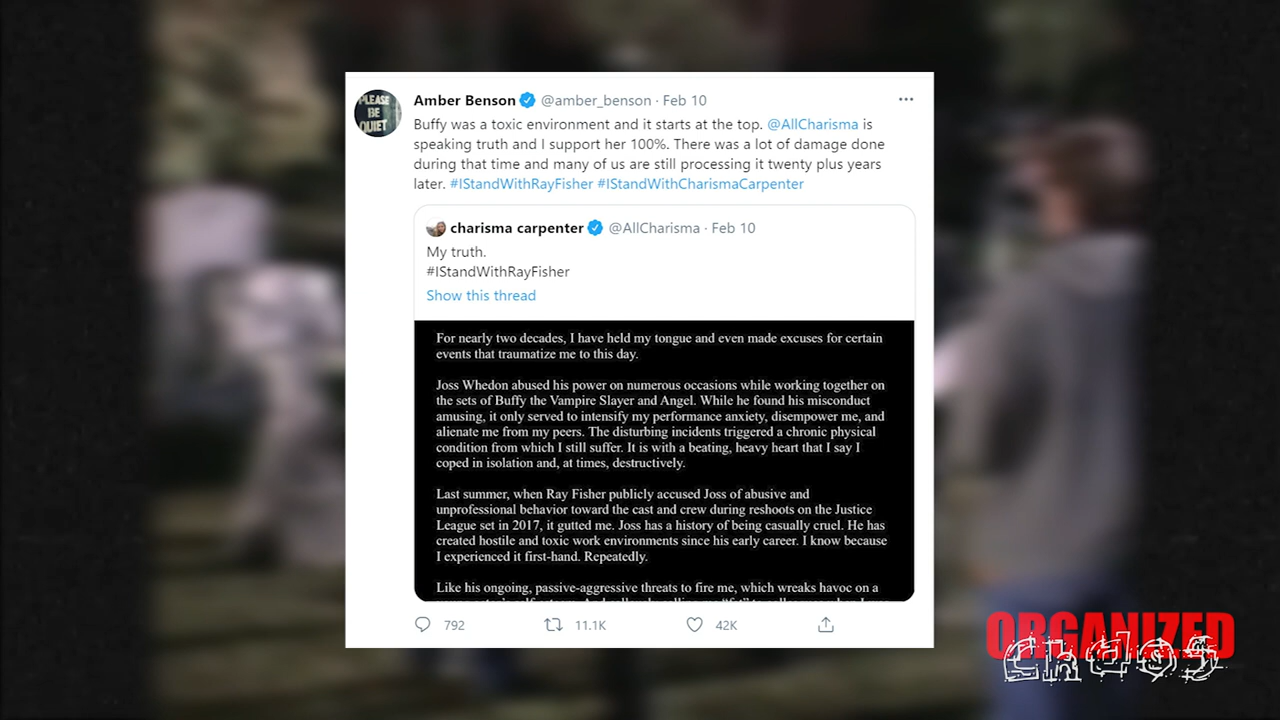 PLEASE
BE
QUIET
Amber Benson @amber_benson · Feb 10
Buffy was a toxic environment and it starts at the top. @AllCharisma is
speaking truth and I support her 100%. There was a lot of damage done
during that time and many of us are still processing it twenty plus years
later. #IStandWithRayFisher #IStandWithCharismaCarpenter
charisma carpenter @AllCharisma · Feb 10
My truth.
#IStandWithRayFisher
Show this thread
For nearly two decades, I have held my tongue and even made excuses for certain
events that traumatize me to this day.
Joss Whedon abused his power on numerous occasions while working together on
the sets of Buffy the Vampire Slayer and Angel. While he found his misconduct
amusing, it only served to intensify my performance anxiety, disempower me, and
alienate me from my peers. The disturbing incidents triggered a chronic physical
condition from which I still suffer. It is with a beating, heavy heart that I say I
coped in isolation and, at times, destructively.
Last summer, when Ray Fisher publicly accused Joss of abusive and
unprofessional behavior toward the cast and crew during reshoots on the Justice
League set in 2017, it gutted me. Joss has a history of being casually cruel. He has
created hostile and toxic work environments since his early career. I know because
I experienced it first-hand. Repeatedly.
Like his ongoing, passive-aggressive threats to fire me, which wreaks havoc on a
792 11.1K 42K
ORGANIZED
chaos